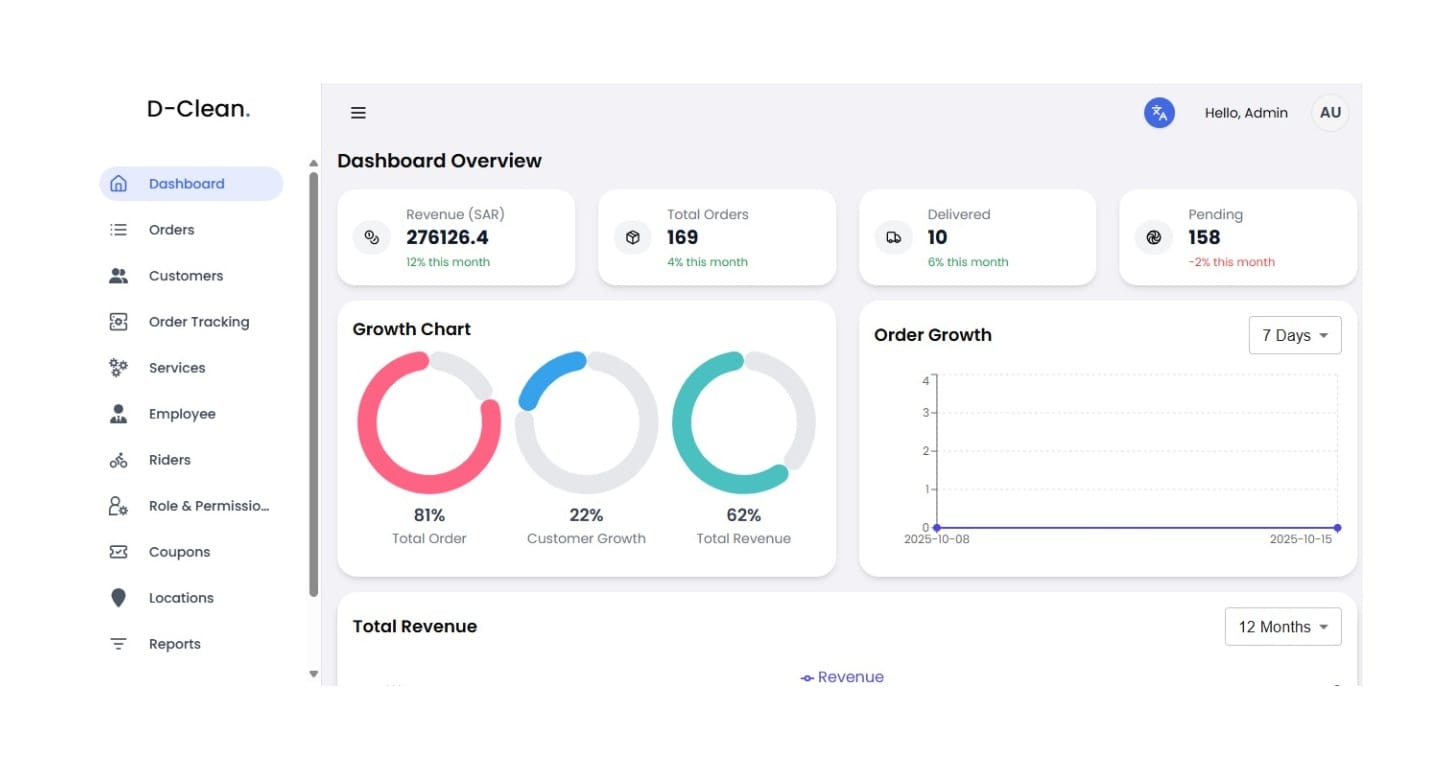 D-Clean.
Dashboard
Orders
Customers
Order Tracking
Services
Employee
Riders
Role & Permissio...
Coupons
Locations
Reports
Hello, Admin
AU
Dashboard Overview
Revenue (SAR)
276126.4
12% this month
Total Orders
169
4% this month
Delivered
10
6% this month
Pending
158
-2% this month
Growth Chart
81%
Total Order
22%
Customer Growth
62%
Total Revenue
Order Growth
7 Days
4
3
2
1
0
2025-10-08
2025-10-15
Total Revenue
12 Months
Revenue